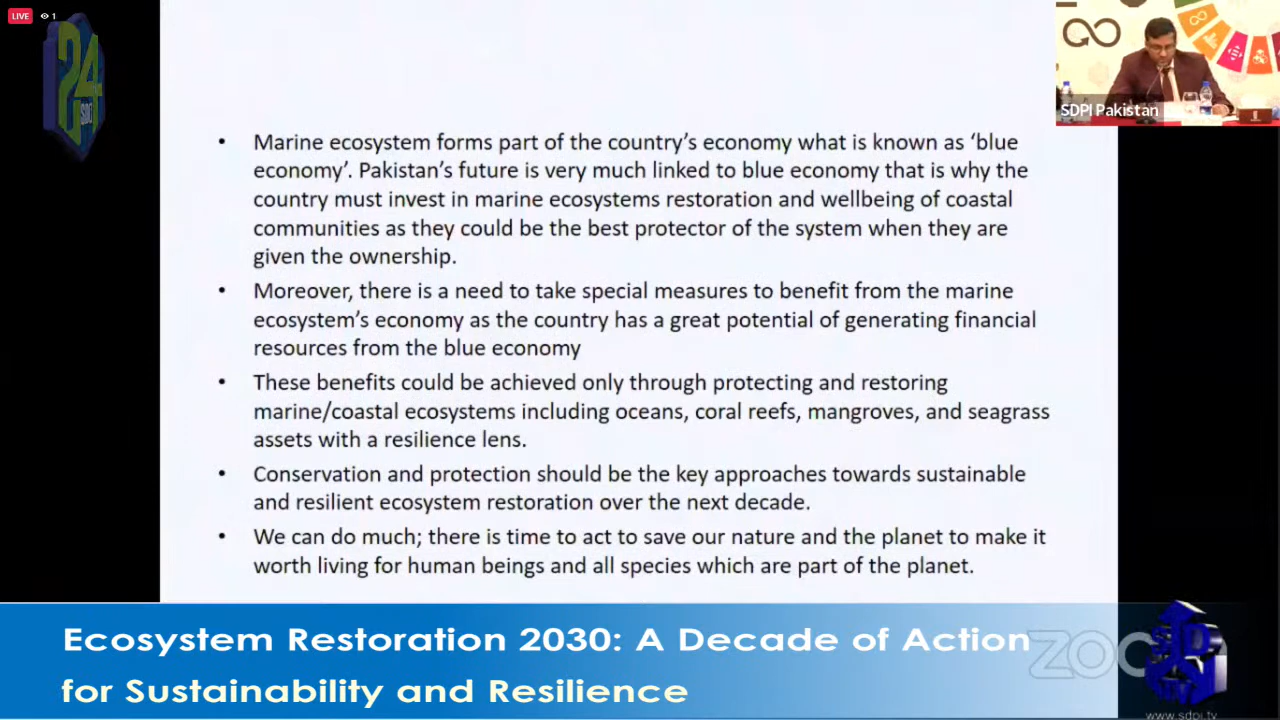 LIVE 1
24
SDC
SDPI Pakistan
• Marine ecosystem forms part of the country’s economy what is known as ‘blue
economy’. Pakistan’s future is very much linked to blue economy that is why the
country must invest in marine ecosystems restoration and wellbeing of coastal
communities as they could be the best protector of the system when they are
given the ownership.
• Moreover, there is a need to take special measures to benefit from the marine
ecosystem’s economy as the country has a great potential of generating financial
resources from the blue economy
• These benefits could be achieved only through protecting and restoring
marine/coastal ecosystems including oceans, coral reefs, mangroves, and seagrass
assets with a resilience lens.
• Conservation and protection should be the key approaches towards sustainable
and resilient ecosystem restoration over the next decade.
• We can do much; there is time to act to save our nature and the planet to make it
worth living for human beings and all species which are part of the planet.
Ecosystem Restoration 2030: A Decade of Action
for Sustainability and Resilience
www.sdpi.tv